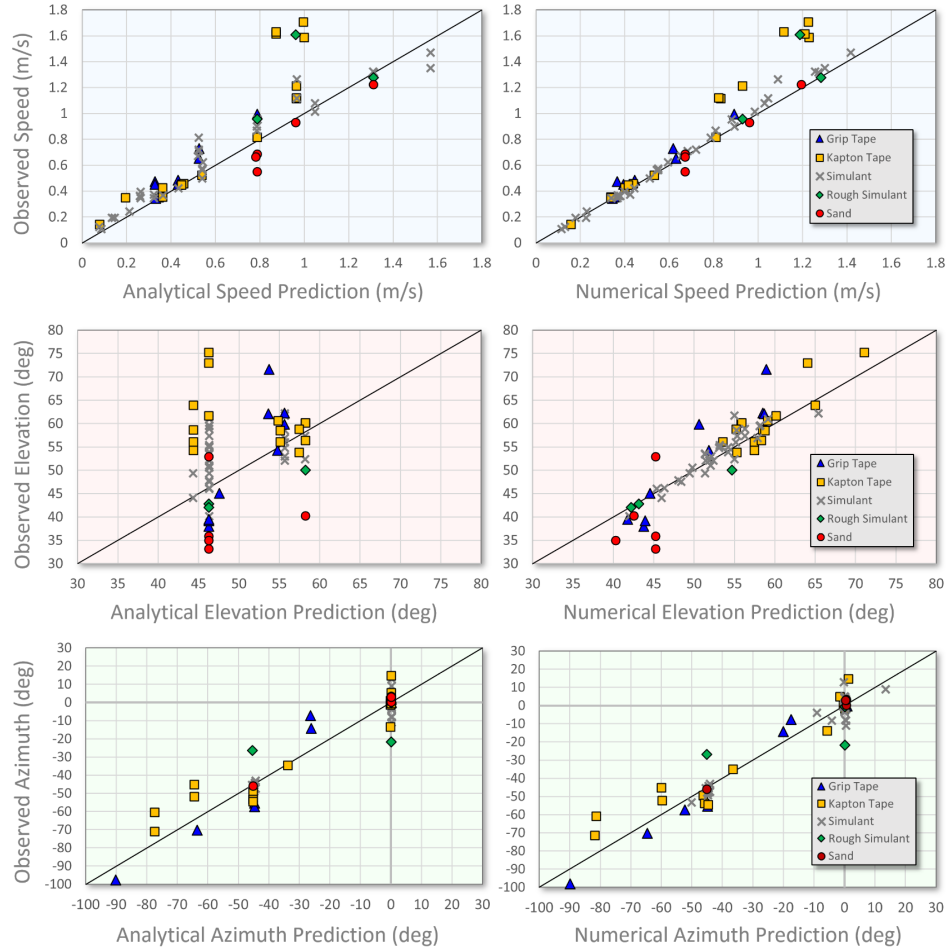 Observed Speed (m/s)
1.8
1.6
1.4
1.2
1
0.8
0.6
0.4
0.2
0
0 0.2 0.4 0.6 0.8 1 1.2 1.4 1.6 1.8
Analytical Speed Prediction (m/s)
1.8
1.6
1.4
1.2
1
0.8
0.6
0.4
0.2
0
Grip Tape
Kapton Tape
Simulant
Rough Simulant
Sand
0 0.2 0.4 0.6 0.8 1 1.2 1.4 1.6 1.8
Numerical Speed Prediction (m/s)
Observed Elevation (deg)
80
75
70
65
60
55
50
45
40
35
30
30 35 40 45 50 55 60 65 70 75 80
Analytical Elevation Prediction (deg)
80
75
70
65
60
55
50
45
40
35
30
Grip Tape
Kapton Tape
Simulant
Rough Simulant
Sand
30 35 40 45 50 55 60 65 70 75 80
Numerical Elevation Prediction (deg)
Observed Azimuth (deg)
30
20
10
0
-10
-20
-30
-40
-50
-60
-70
-80
-90
-100
-100 -90 -80 -70 -60 -50 -40 -30 -20 -10 0 10 20 30
Analytical Azimuth Prediction (deg)
30
20
10
0
-10
-20
-30
-40
-50
-60
-70
-80
-90
-100
Grip Tape
Kapton Tape
Simulant
Rough Simulant
Sand
-100 -90 -80 -70 -60 -50 -40 -30 -20 -10 0 10 20 30
Numerical Azimuth Prediction (deg)